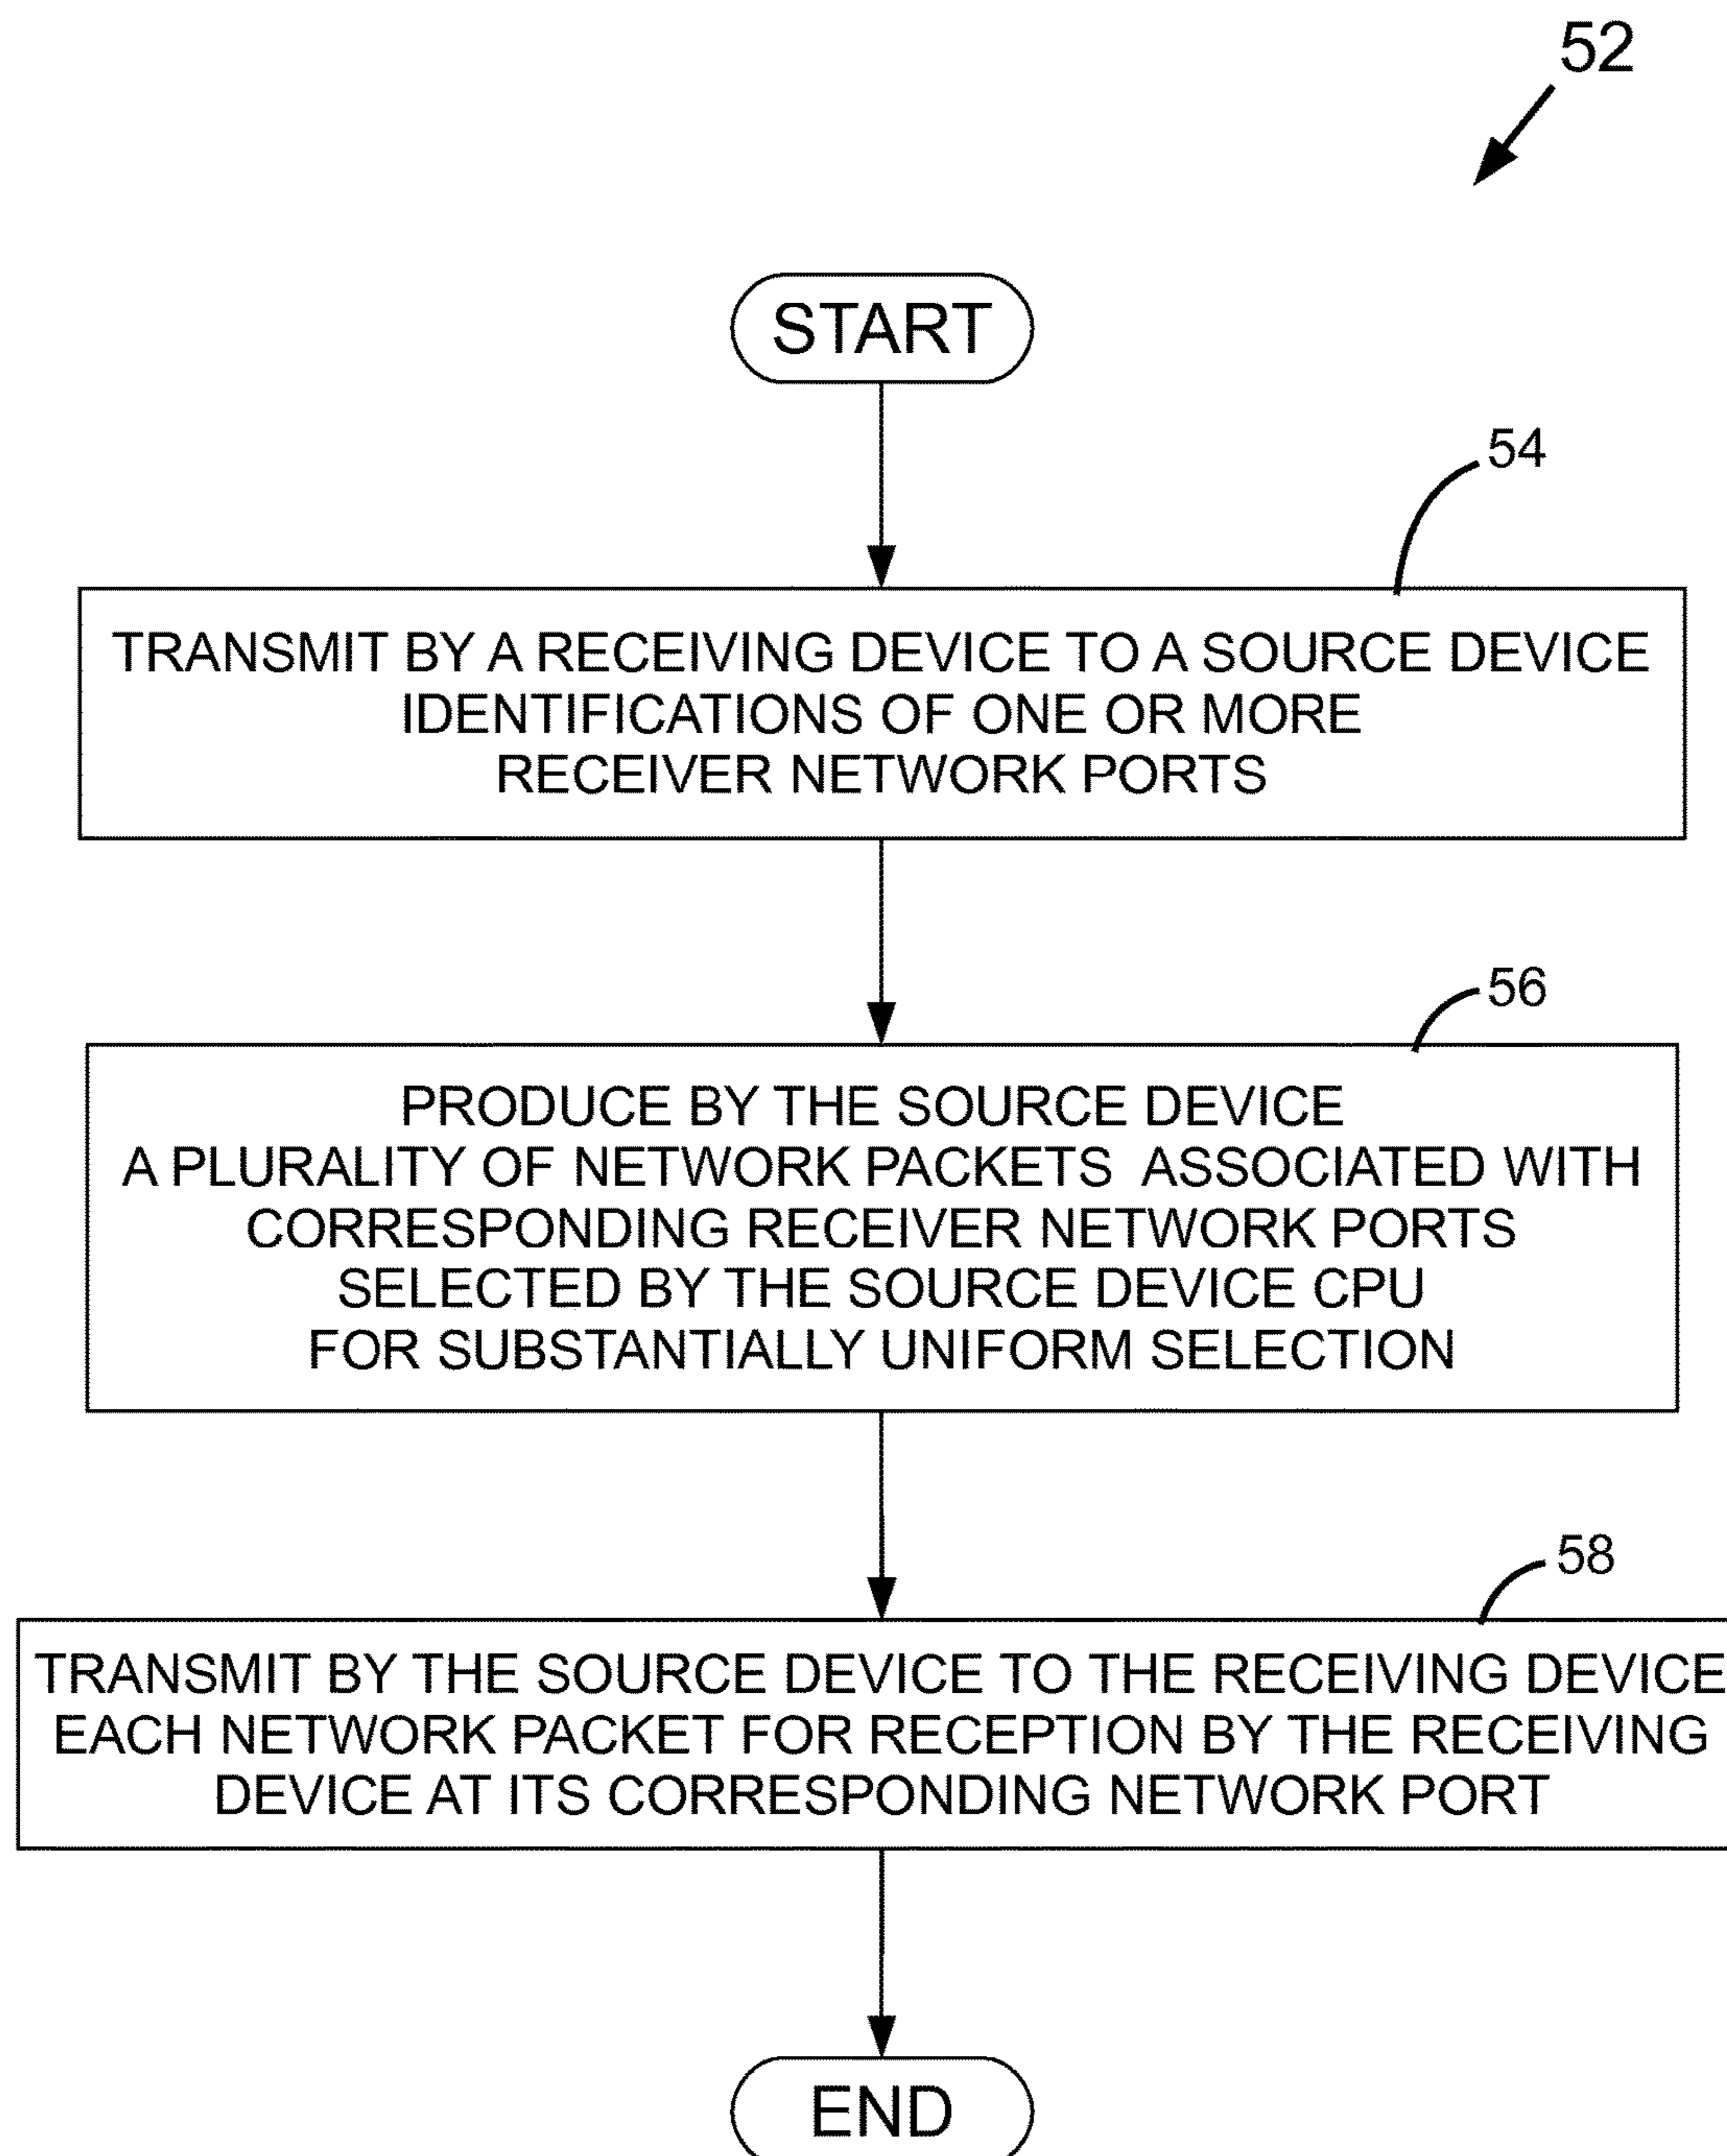 52
START
54
TRANSMIT BY A RECEIVING DEVICE TO A SOURCE DEVICE
IDENTIFICATIONS OF ONE OR MORE
RECEIVER NETWORK PORTS
56
PRODUCE BY THE SOURCE DEVICE
A PLURALITY OF NETWORK PACKETS ASSOCIATED WITH
CORRESPONDING RECEIVER NETWORK PORTS
SELECTED BY THE SOURCE DEVICE CPU
FOR SUBSTANTIALLY UNIFORM SELECTION
58
TRANSMIT BY THE SOURCE DEVICE TO THE RECEIVING DEVICE
EACH NETWORK PACKET FOR RECEPTION BY THE RECEIVING
DEVICE AT ITS CORRESPONDING NETWORK PORT
END